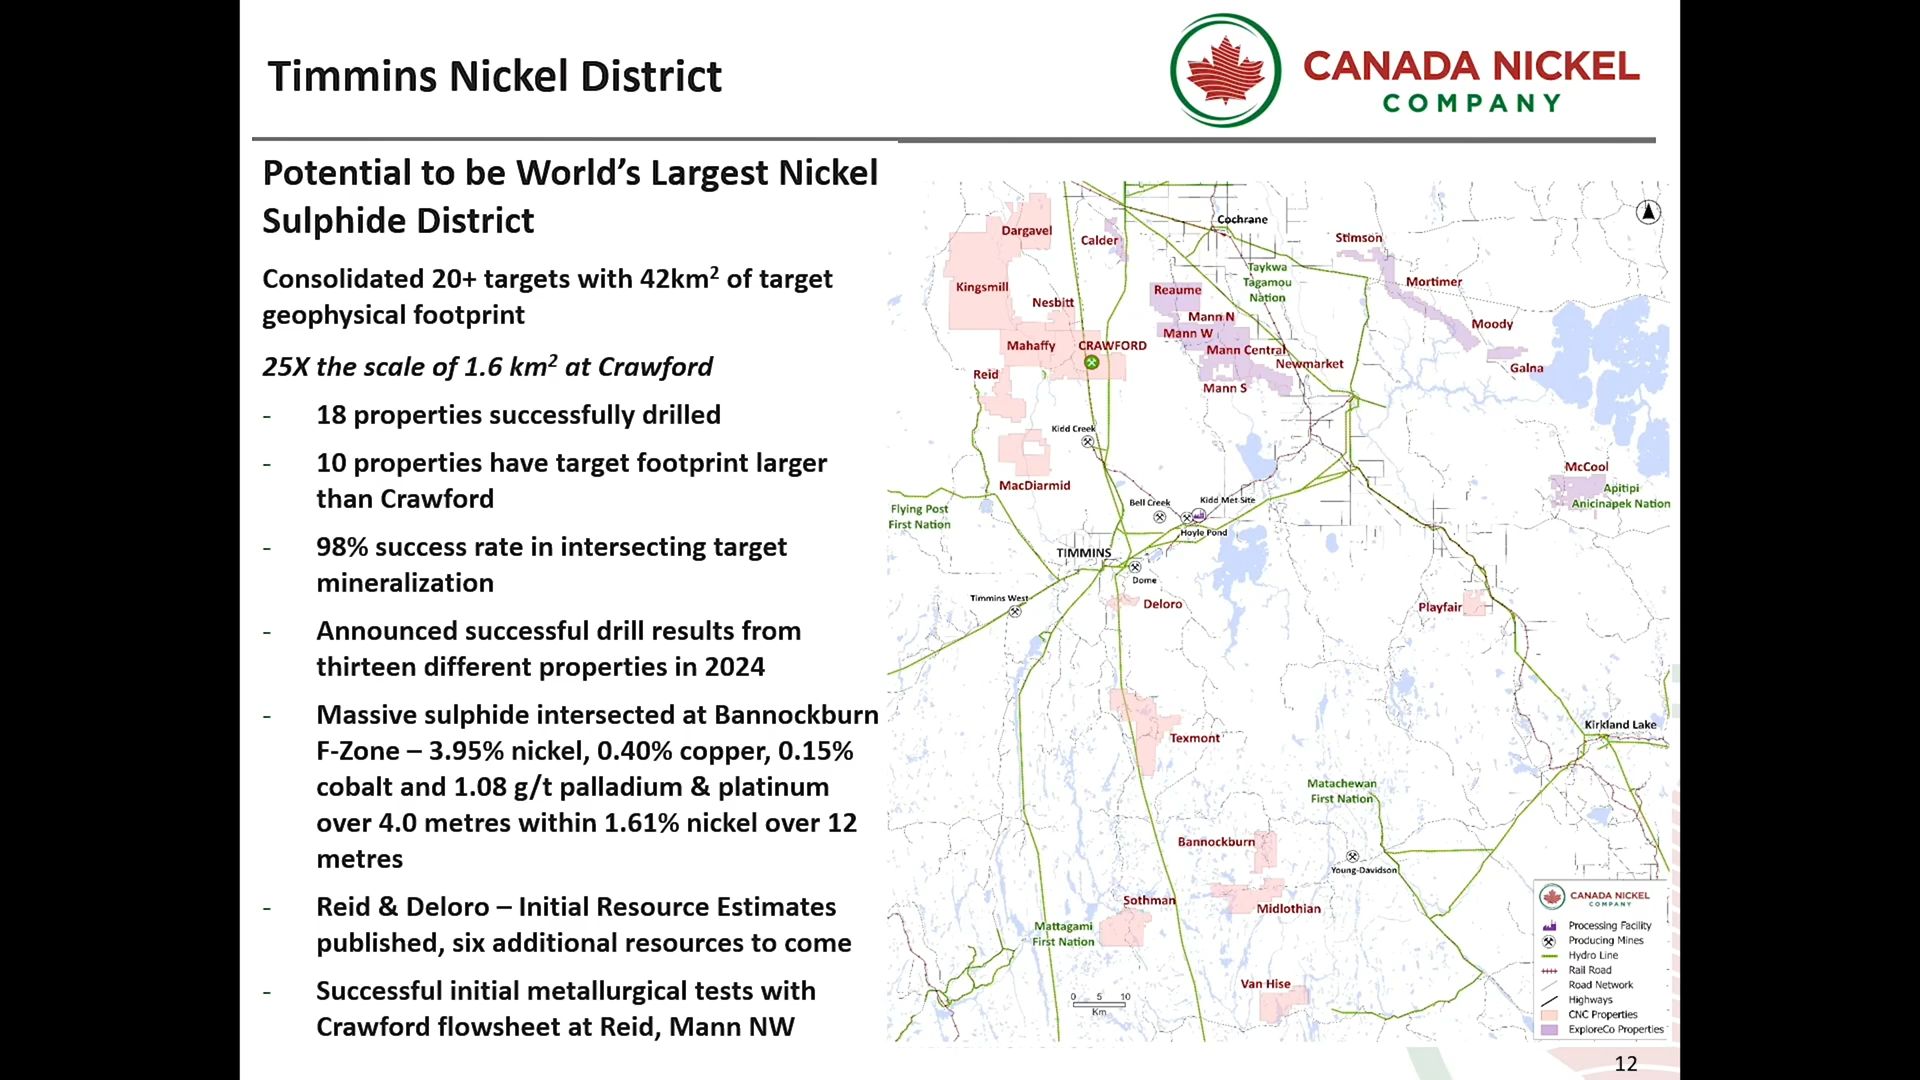 Timmins Nickel District
CANADA NICKEL
COMPANY
Potential to be World’s Largest Nickel
Sulphide District
Consolidated 20+ targets with 42km² of target
geophysical footprint
25X the scale of 1.6 km² at Crawford
- 18 properties successfully drilled
- 10 properties have target footprint larger
than Crawford
- 98% success rate in intersecting target
mineralization
- Announced successful drill results from
thirteen different properties in 2024
- Massive sulphide intersected at Bannockburn
F-Zone – 3.95% nickel, 0.40% copper, 0.15%
cobalt and 1.08 g/t palladium & platinum
over 4.0 metres within 1.61% nickel over 12
metres
- Reid & Deloro – Initial Resource Estimates
published, six additional resources to come
- Successful initial metallurgical tests with
Crawford flowsheet at Reid, Mann NW
Cochrane
Dargavel
Calder
Stimson
Taykwa
Tagamou
Nation
Kingsmill
Nesbitt
Reaume
Mortimer
Mann N
Mann W
Moody
Mahaffy
CRAWFORD
Mann Central
Newmarket
Galna
Reid
Mann S
Kidd Creek
McCool
MacDiarmid
Apitipi
Anicinapek Nation
Bell Creek
Kidd Met Site
Flying Post
First Nation
Hoyle Pond
TIMMINS
Dome
Timmins West
Deloro
Playfair
Texmont
Kirkland Lake
Matachewan
First Nation
Bannockburn
Young-Davidson
Sothman
Midlothian
Mattagami
First Nation
Van Hise
0 5 10
Km
CANADA NICKEL
COMPANY
Processing Facility
Producing Mines
Hydro Line
Rail Road
Road Network
Highways
CNC Properties
ExploreCo Properties
12